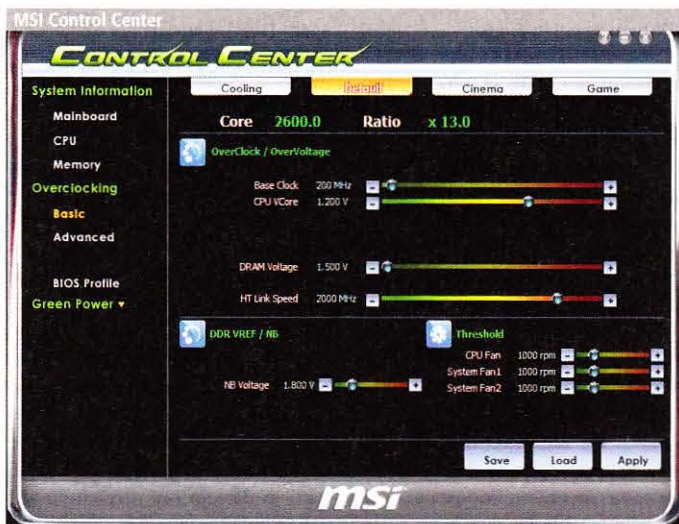 MSI Control Center
CONTROL CENTER
System Information
Mainboard
CPU
Memory
Overclocking
Basic
Advanced
BIOS Profile
Green Power
Cooling Default Cinema Game
Core 2600.0 Ratio x 13.0
OverClock / OverVoltage
Base Clock 200 MHz - +
CPU VCore 1.200 V - +
DRAM Voltage 1.500 V - +
HT Link Speed 2000 MHz - +
DDR VREF / NB
NB Voltage 1.800 V - +
Threshold
CPU Fan 1000 rpm - +
System Fan1 1000 rpm - +
System Fan2 1000 rpm - +
Save Load Apply
msi